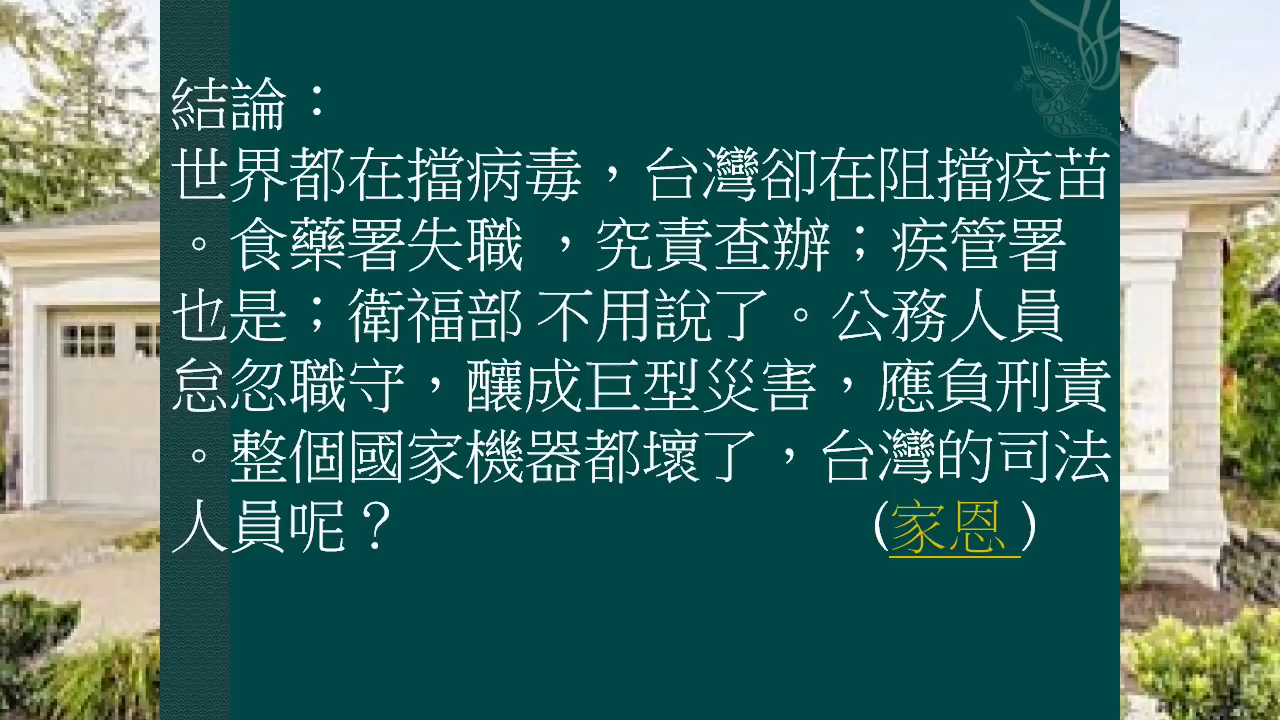 結論：
世界都在擋病毒，台灣卻在阻擋疫苗
。食藥署失職 ，究責查辦；疾管署
也是；衛福部 不用說了。公務人員
怠忽職守，釀成巨型災害，應負刑責
。整個國家機器都壞了，台灣的司法
人員呢？ (家恩 )